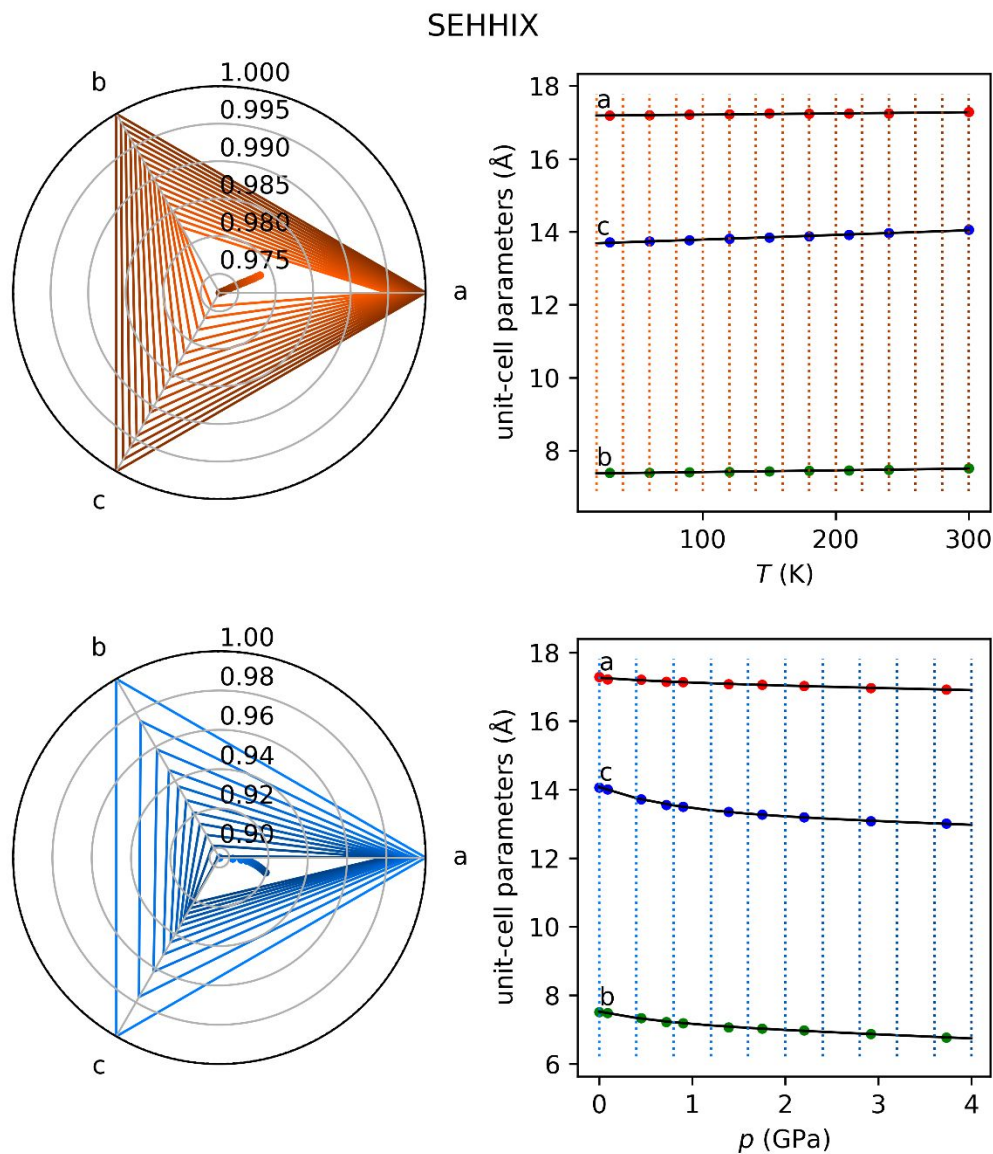 SEHHIX
b
1.000
0.995
0.990
0.985
0.980
0.975
a
c
18
16
14
12
10
8
unit-cell parameters (Å)
a
c
b
100
200
300
T (K)
b
1.00
0.98
0.96
0.94
0.92
0.90
a
c
18
16
14
12
10
8
6
unit-cell parameters (Å)
a
c
b
0
1
2
3
4
p (GPa)